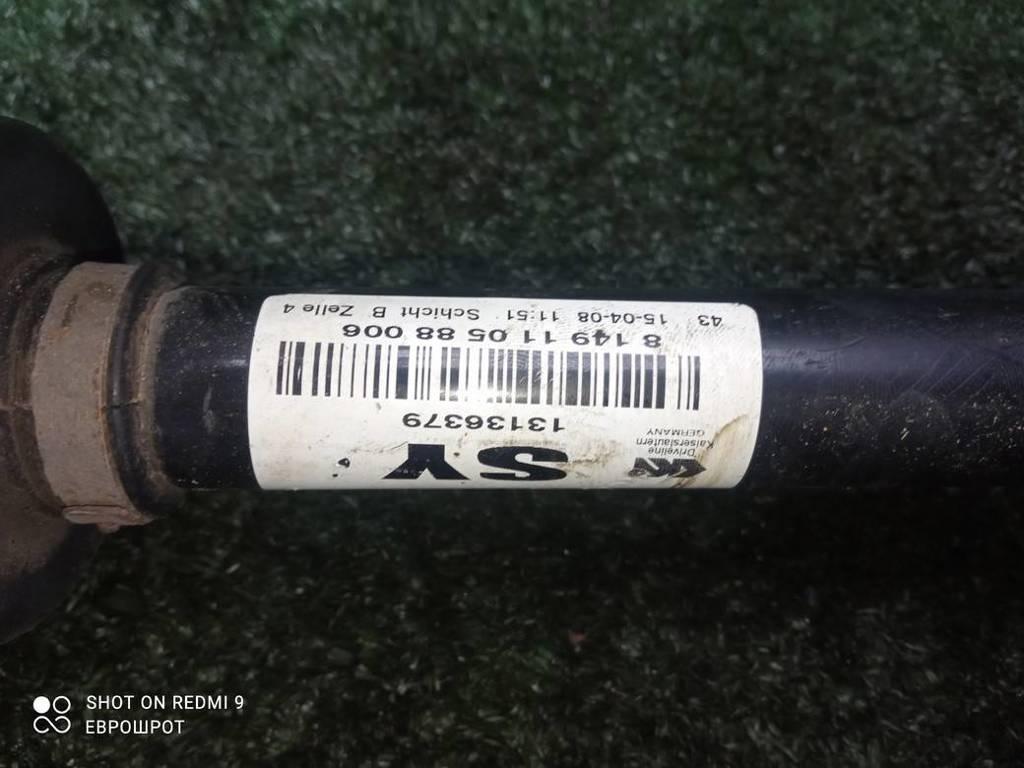 Driveline
Kaiserslautern
GERMANY
SY
13136379
8 149 11 05 88 006
43 15-04-08 11:51 Schicht B Zelle 4
SHOT ON REDMI 9
ЕВРОШРОТ